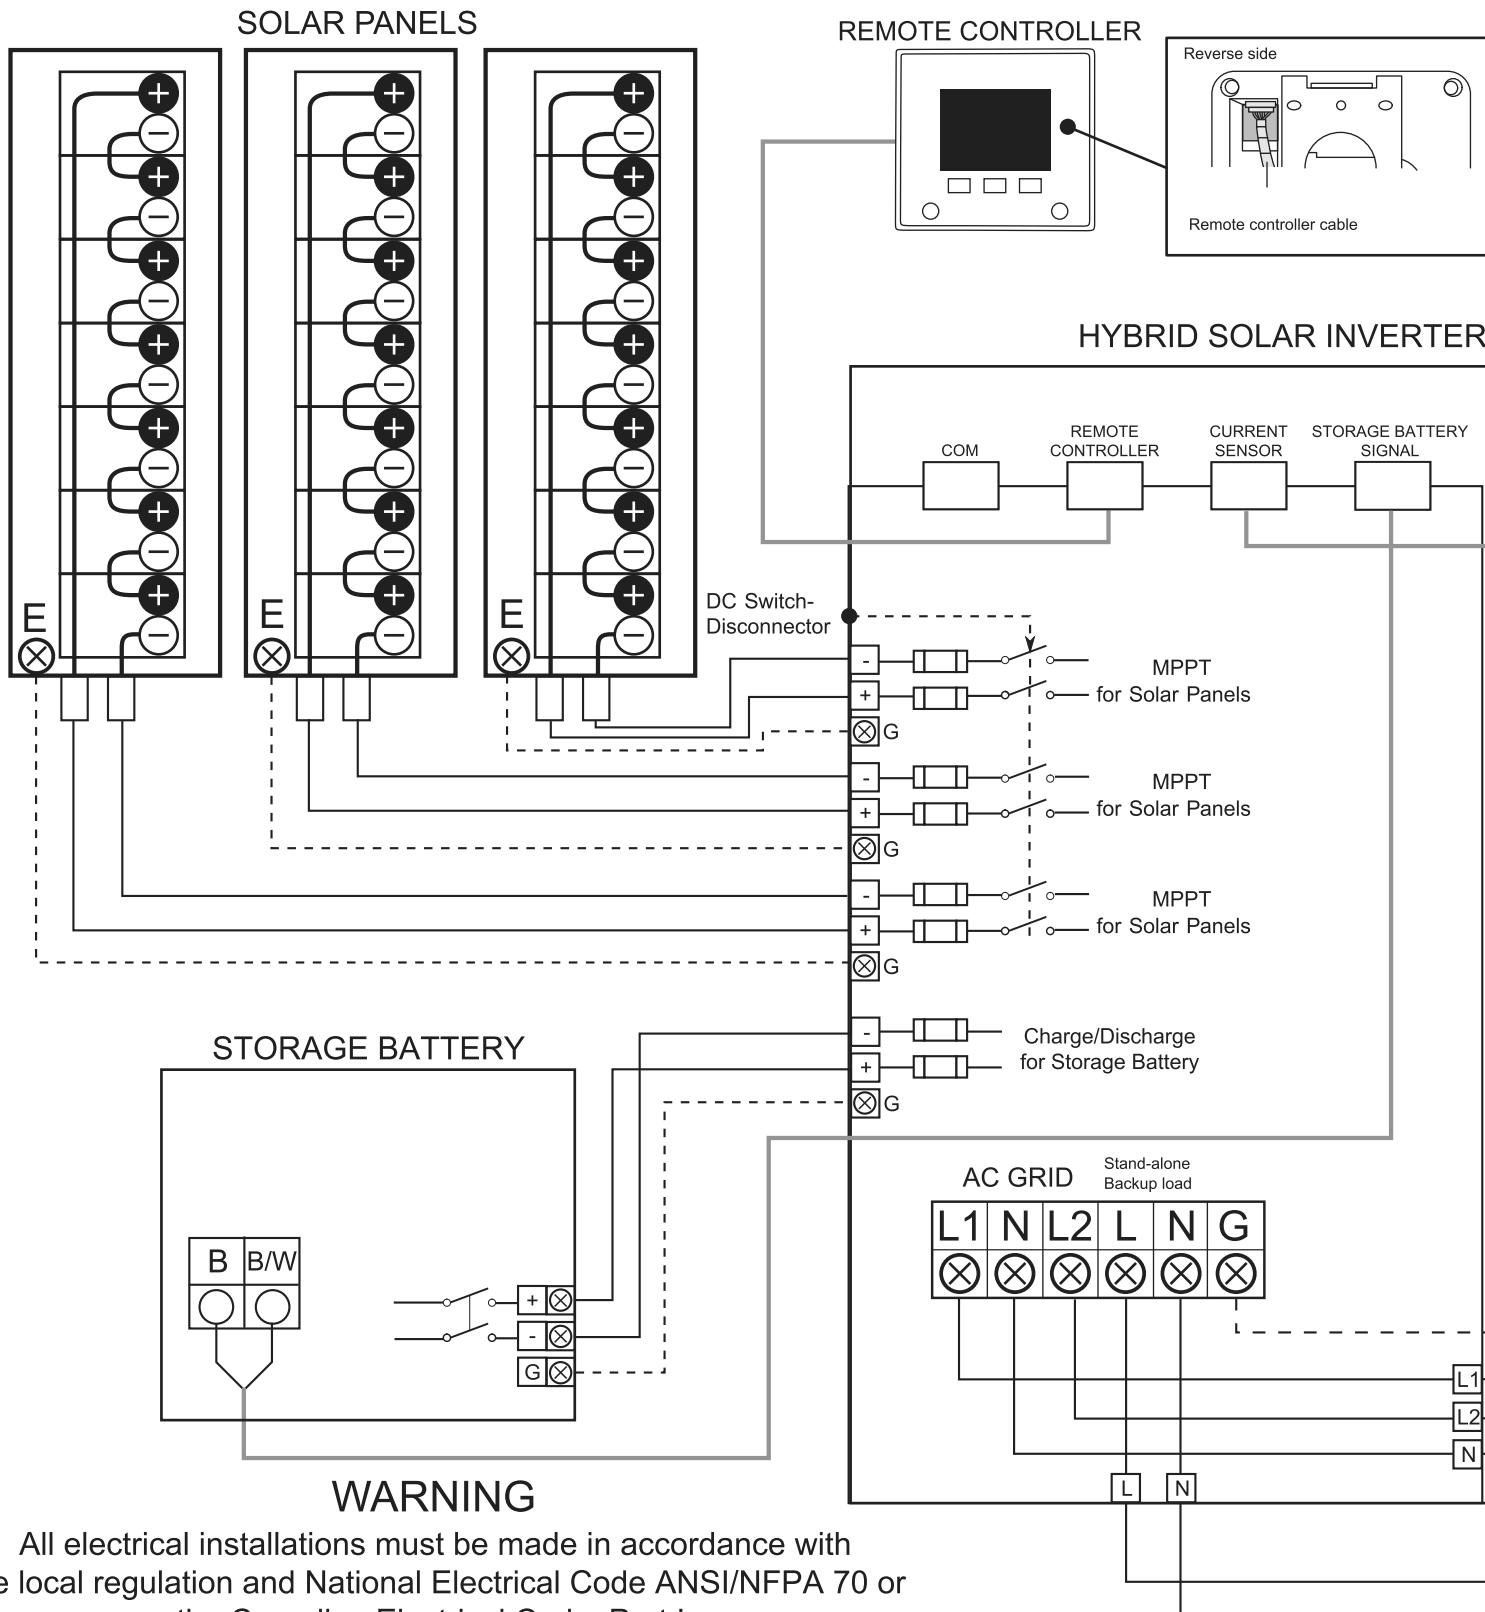 SOLAR PANELS
REMOTE CONTROLLER
Reverse side
Remote controller cable
+ + +
− − −
+ + +
− − −
+ + +
− − −
+ + +
− − −
+ + +
− − −
+ + +
− − −
+ + +
− − −
E E E
HYBRID SOLAR INVERTER
COM
REMOTE
CONTROLLER
CURRENT
SENSOR
STORAGE BATTERY
SIGNAL
DC Switch-
Disconnector
-
+
G
MPPT
for Solar Panels
-
+
G
MPPT
for Solar Panels
-
+
G
MPPT
for Solar Panels
-
+
G
Charge/Discharge
for Storage Battery
STORAGE BATTERY
B B/W
+
-
G
AC GRID
Stand-alone
Backup load
L1 N L2 L N G
L1
L2
N
L N
WARNING
All electrical installations must be made in accordance with
local regulation and National Electrical Code ANSI/NFPA 70 or